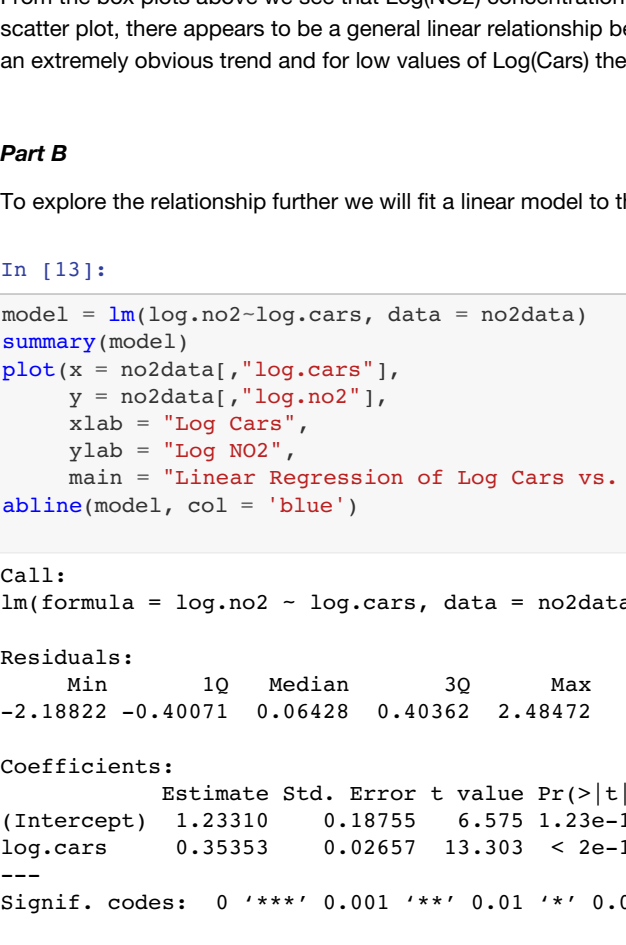 From the box plots above we see that Log(NO2) concentration
scatter plot, there appears to be a general linear relationship be
an extremely obvious trend and for low values of Log(Cars) the
Part B
To explore the relationship further we will fit a linear model to th
In [13]:
model = lm(log.no2~log.cars, data = no2data)
summary(model)
plot(x = no2data[,"log.cars"],
     y = no2data[,"log.no2"],
     xlab = "Log Cars",
     ylab = "Log NO2",
     main = "Linear Regression of Log Cars vs.
abline(model, col = 'blue')
Call:
lm(formula = log.no2 ~ log.cars, data = no2data
Residuals:
     Min       1Q   Median       3Q      Max
-2.18822 -0.40071  0.06428  0.40362  2.48472
Coefficients:
            Estimate Std. Error t value Pr(>|t|
(Intercept)  1.23310    0.18755   6.575 1.23e-1
log.cars     0.35353    0.02657  13.303  < 2e-1
---
Signif. codes:  0 ‘***’ 0.001 ‘**’ 0.01 ‘*’ 0.0